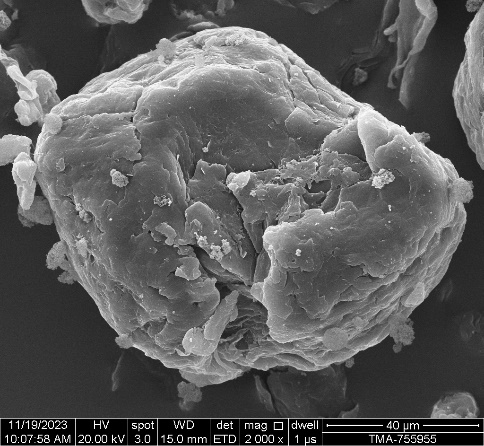 11/19/2023 HV spot WD det mag □ dwell 40 µm
10:07:58 AM 20.00 kV 3.0 15.0 mm ETD 2 000 x 1 µs TMA-755955